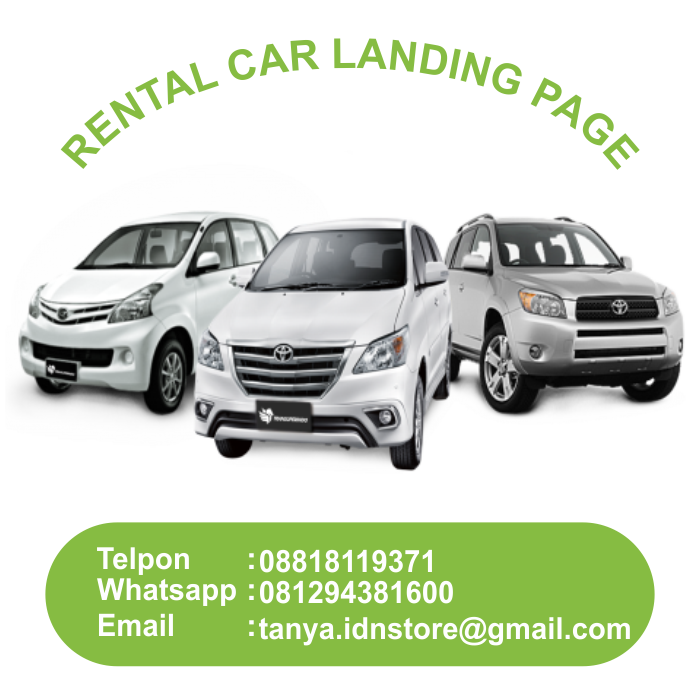 RENTAL CAR LANDING PAGE
Telpon :08818119371
Whatsapp :081294381600
Email :tanya.idnstore@gmail.com